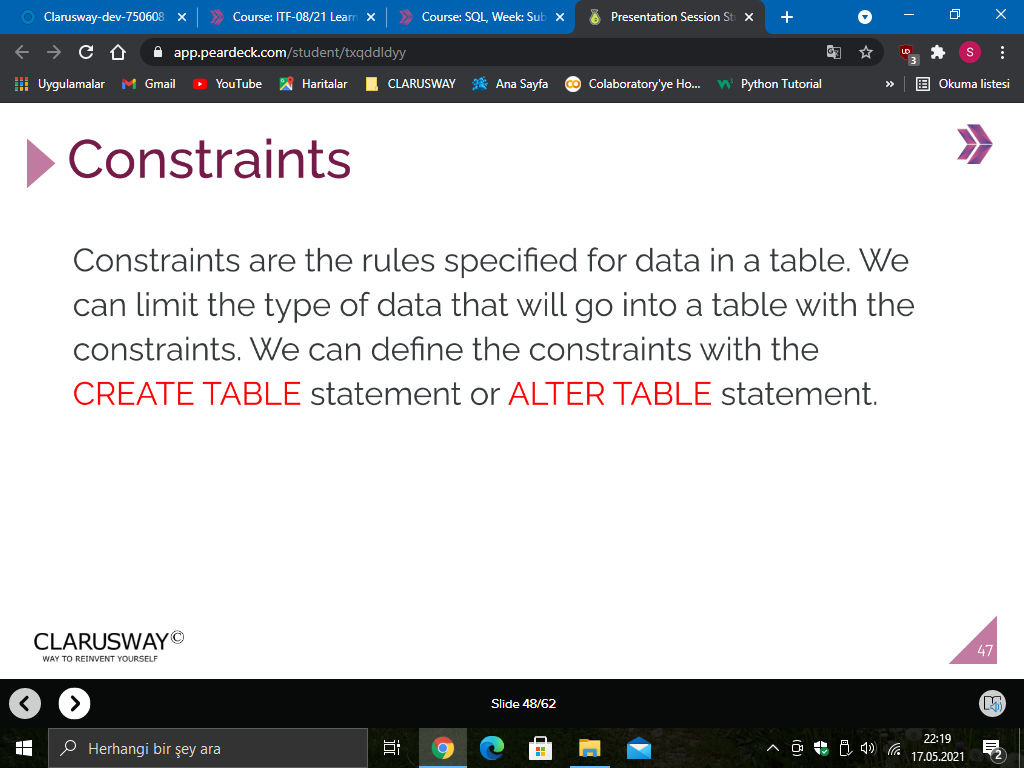 Clarusway-dev-750608
Course: ITF-08/21 Learn
Course: SQL, Week: Sub
Presentation Session St
app.peardeck.com/student/txqddldyy
3
S
Uygulamalar
Gmail
YouTube
Haritalar
CLARUSWAY
Ana Sayfa
Colaboratory'ye Ho...
Python Tutorial
»
Okuma listesi
Constraints
Constraints are the rules specified for data in a table. We
can limit the type of data that will go into a table with the
constraints. We can define the constraints with the
CREATE TABLE statement or ALTER TABLE statement.
CLARUSWAY©
WAY TO REINVENT YOURSELF
47
Slide 48/62
Herhangi bir şey ara
22:19
17.05.2021
2